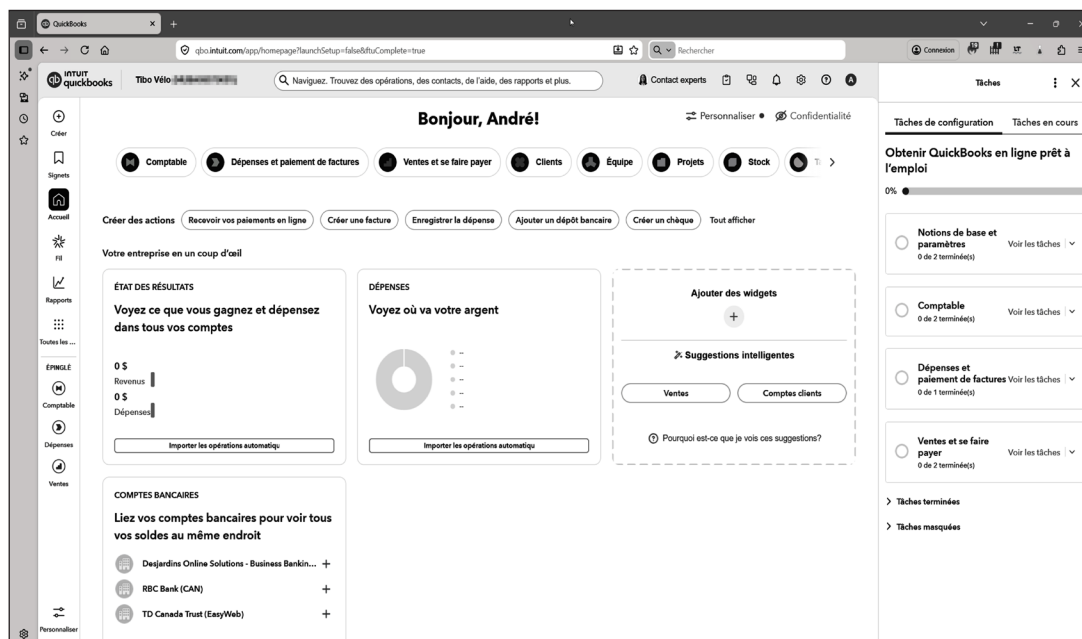 QuickBooks
qbo.intuit.com/app/homepage?launchSetup=false&ftuComplete=true
Rechercher
Connexion
INTUIT
quickbooks
Tibo Vélo
Naviguez. Trouvez des opérations, des contacts, de l'aide, des rapports et plus.
Contact experts
A
Créer
Signets
Accueil
Fil
Rapports
Toutes les ...
ÉPINGLÉ
Comptable
Dépenses
Ventes
Personnaliser
Bonjour, André!
Personnaliser
Confidentialité
Comptable
Dépenses et paiement de factures
Ventes et se faire payer
Clients
Équipe
Projets
Stock
Créer des actions
Recevoir vos paiements en ligne
Créer une facture
Enregistrer la dépense
Ajouter un dépôt bancaire
Créer un chèque
Tout afficher
Votre entreprise en un coup d'œil
ÉTAT DES RÉSULTATS
Voyez ce que vous gagnez et dépensez
dans tous vos comptes
0 $
Revenus
0 $
Dépenses
Importer les opérations automatiqu
DÉPENSES
Voyez où va votre argent
--
--
--
--
--
Importer les opérations automatiqu
Ajouter des widgets
Suggestions intelligentes
Ventes
Comptes clients
Pourquoi est-ce que je vois ces suggestions?
COMPTES BANCAIRES
Liez vos comptes bancaires pour voir tous
vos soldes au même endroit
Desjardins Online Solutions - Business Bankin...
RBC Bank (CAN)
TD Canada Trust (EasyWeb)
Tâches
Tâches de configuration
Tâches en cours
Obtenir QuickBooks en ligne prêt à
l'emploi
0%
Notions de base et
paramètres
0 de 2 terminée(s)
Voir les tâches
Comptable
0 de 2 terminée(s)
Voir les tâches
Dépenses et
paiement de factures
0 de 1 terminée(s)
Voir les tâches
Ventes et se faire
payer
0 de 2 terminée(s)
Voir les tâches
Tâches terminées
Tâches masquées